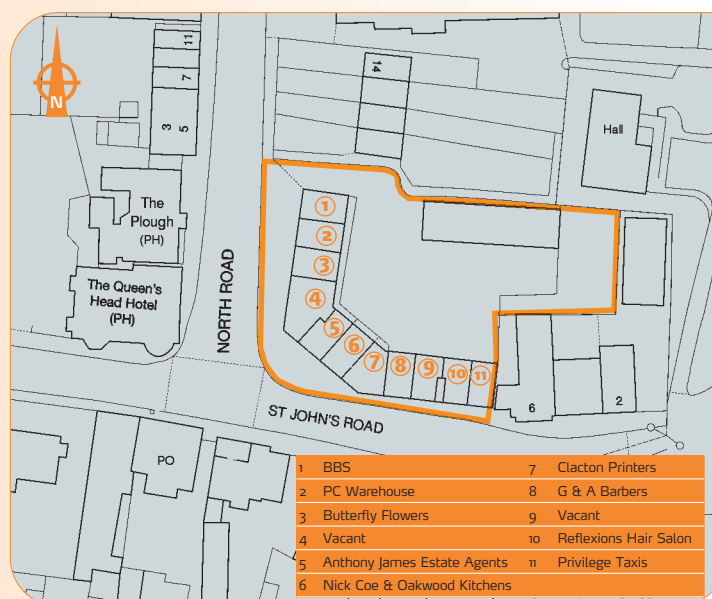 11
7
3
5
14
Hall
N
The
Plough
(PH)
The Queen's
Head Hotel
(PH)
NORTH ROAD
1
2
3
4
5
6
7
8
9
10
11
6
2
ST JOHN'S ROAD
PO
1 BBS 7 Clacton Printers
2 PC Warehouse 8 G & A Barbers
3 Butterfly Flowers 9 Vacant
4 Vacant 10 Reflexions Hair Salon
5 Anthony James Estate Agents 11 Privilege Taxis
6 Nick Coe & Oakwood Kitchens